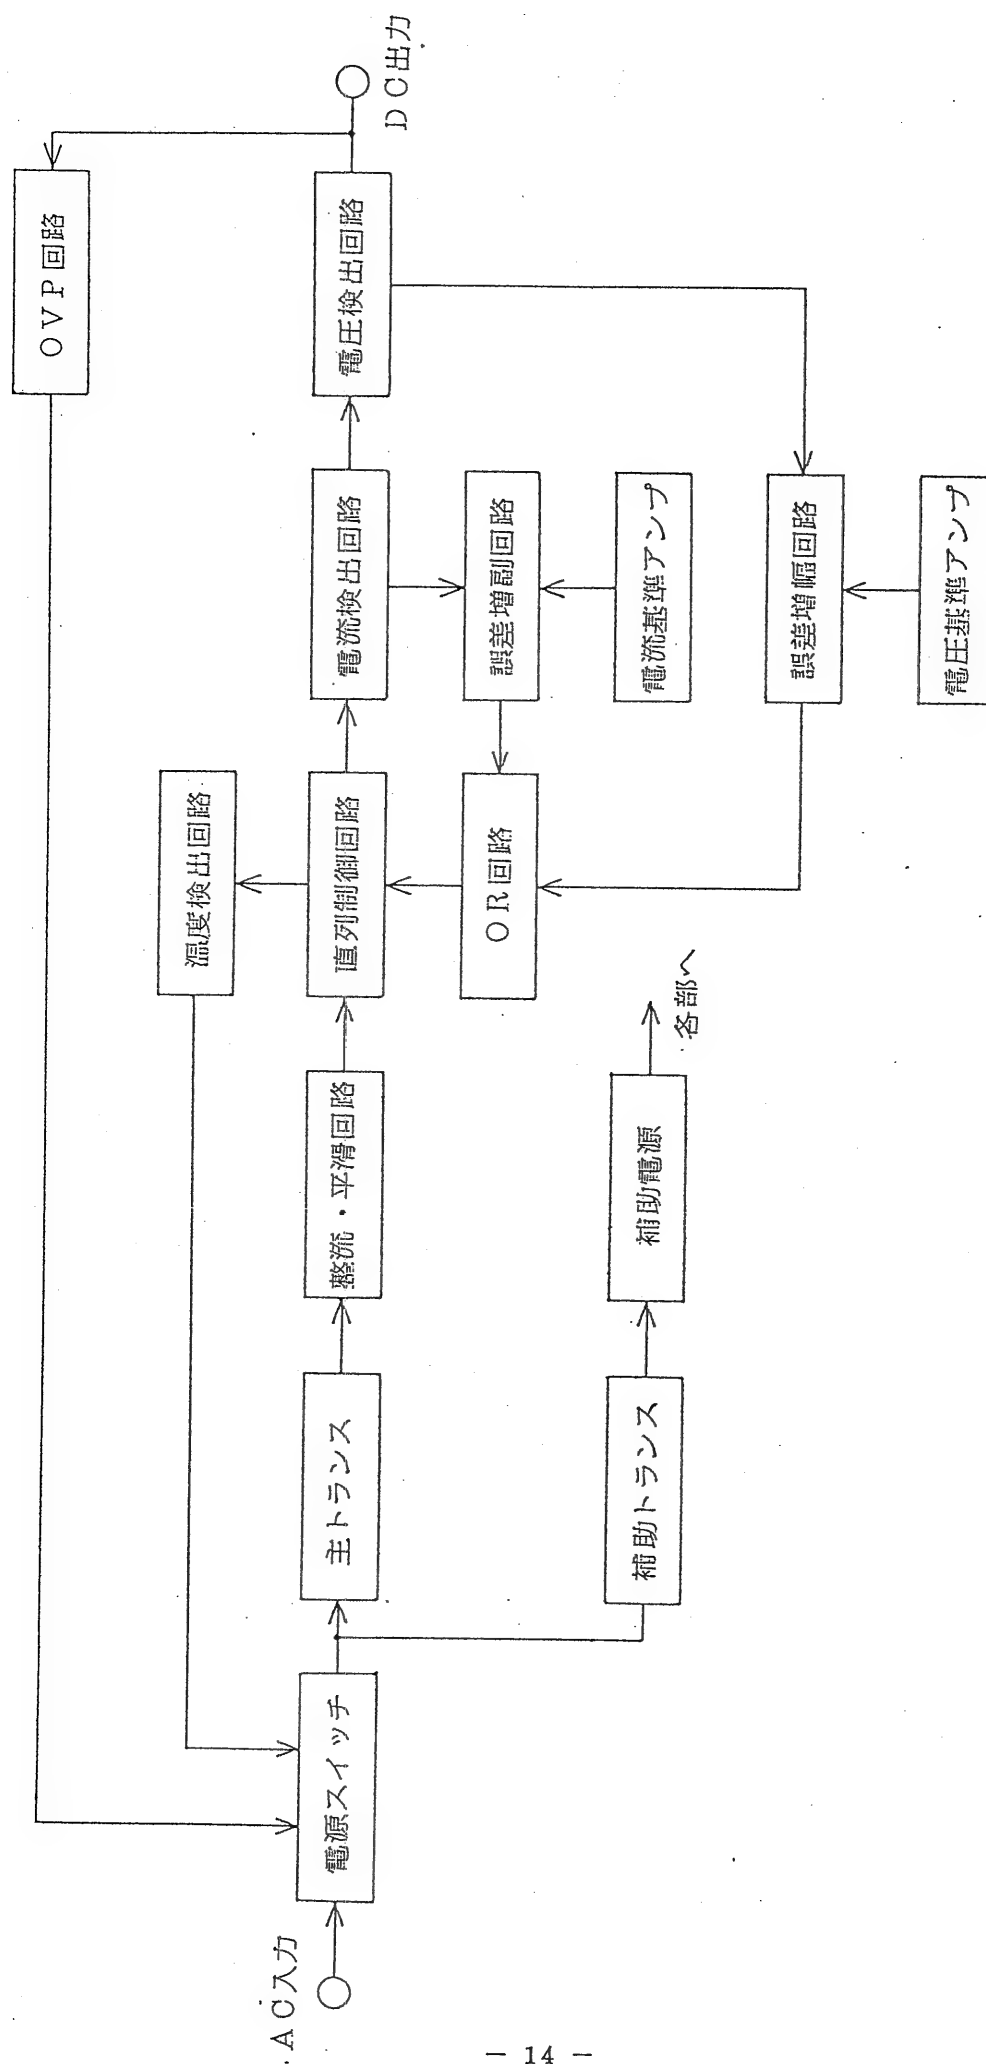 OVP回路
温度検出回路
AC入力
電源スイッチ
主トランス
整流・平滑回路
直列制御回路
電流検出回路
電圧検出回路
DC出力
OR回路
誤差増副回路
補助トランス
補助電源
各部へ
電流基準アンプ
誤差増幅回路
電圧基準アンプ
- 14 -